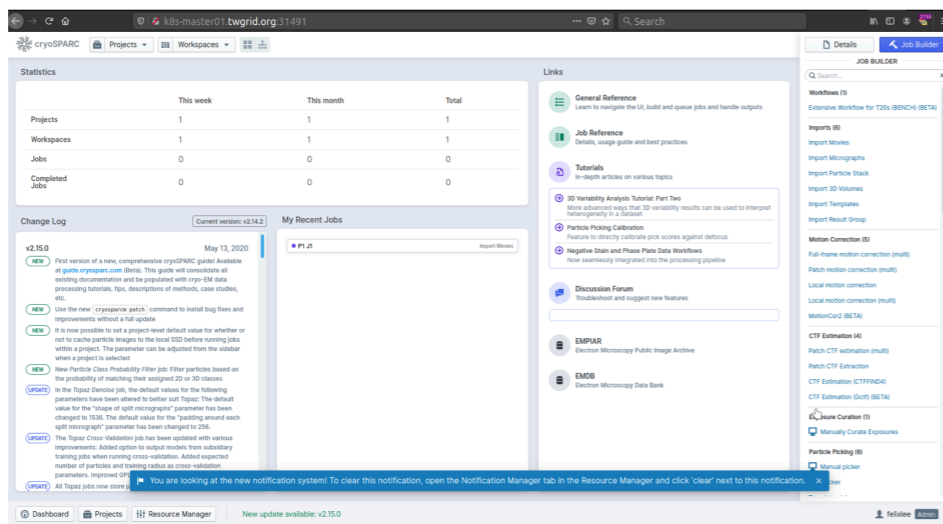 k8s-master01.twgrid.org:31491
Search
cryoSPARC
Projects
Workspaces
Details
Job Builder
Statistics
This week This month Total
Projects 1 1 1
Workspaces 1 1 1
Jobs 0 0 0
Completed
Jobs 0 0 0
Change Log
Current version: v2.14.2
v2.15.0 May 13, 2020
NEW First version of a new, comprehensive cryoSPARC guide! Available
at guide.cryosparc.com (Beta). This guide will consolidate all
existing documentation and be populated with cryo-EM data
processing tutorials, tips, descriptions of methods, case studies,
etc.
NEW Use the new cryosparcm patch command to install bug fixes and
improvements without a full update
NEW It is now possible to set a project-level default value for whether or
not to cache particle images to the local SSD before running jobs
within a project. The parameter can be adjusted from the sidebar
when a project is selected
NEW New Particle Class Probability Filter job: Filter particles based on
the probability of matching their assigned 2D or 3D classes
UPDATE In the Topaz Denoise job, the default values for the following
parameters have been altered to better suit Topaz: The default
value for the "shape of split micrographs" parameter has been
changed to 1536. The default value for the "padding around each
split micrograph" parameter has been changed to 256.
UPDATE The Topaz Cross-Validation job has been updated with various
improvements: Added option to output models from subsidiary
training jobs when running cross-validation. Added expected
number of particles and training radius as cross-validation
parameters. Improved
UPDATE All Topaz jobs now store
My Recent Jobs
P1 J1 Import Movies
Links
General Reference
Learn to navigate the UI, build and queue jobs and handle outputs
Job Reference
Details, usage guide and best practices
Tutorials
In-depth articles on various topics
3D Variability Analysis Tutorial: Part Two
More advanced ways that 3D variability results can be used to interpret
heterogeneity in a dataset
Particle Picking Calibration
Feature to directly calibrate pick scores against defocus
Negative Stain and Phase Plate Data Workflows
Now seamlessly integrated into the processing pipeline
Discussion Forum
Troubleshoot and suggest new features
EMPIAR
Electron Microscopy Public Image Archive
EMDB
Electron Microscopy Data Bank
JOB BUILDER
Search...
Workflows (1)
Extensive Workflow for T20s (BENCH) (BETA)
Imports (6)
Import Movies
Import Micrographs
Import Particle Stack
Import 3D Volumes
Import Templates
Import Result Group
Motion Correction (5)
Full-frame motion correction (multi)
Patch motion correction (multi)
Local motion correction
Local motion correction (multi)
MotionCor2 (BETA)
CTF Estimation (4)
Patch CTF estimation (multi)
Patch CTF Extraction
CTF Estimation (CTFFIND4)
CTF Estimation (Gctf) (BETA)
Exposure Curation (1)
Manually Curate Exposures
Particle Picking (6)
Manual picker
You are looking at the new notification system! To clear this notification, open the Notification Manager tab in the Resource Manager and click 'clear' next to this notification.
Dashboard
Projects
Resource Manager
New update available: v2.15.0
felixlee Admin